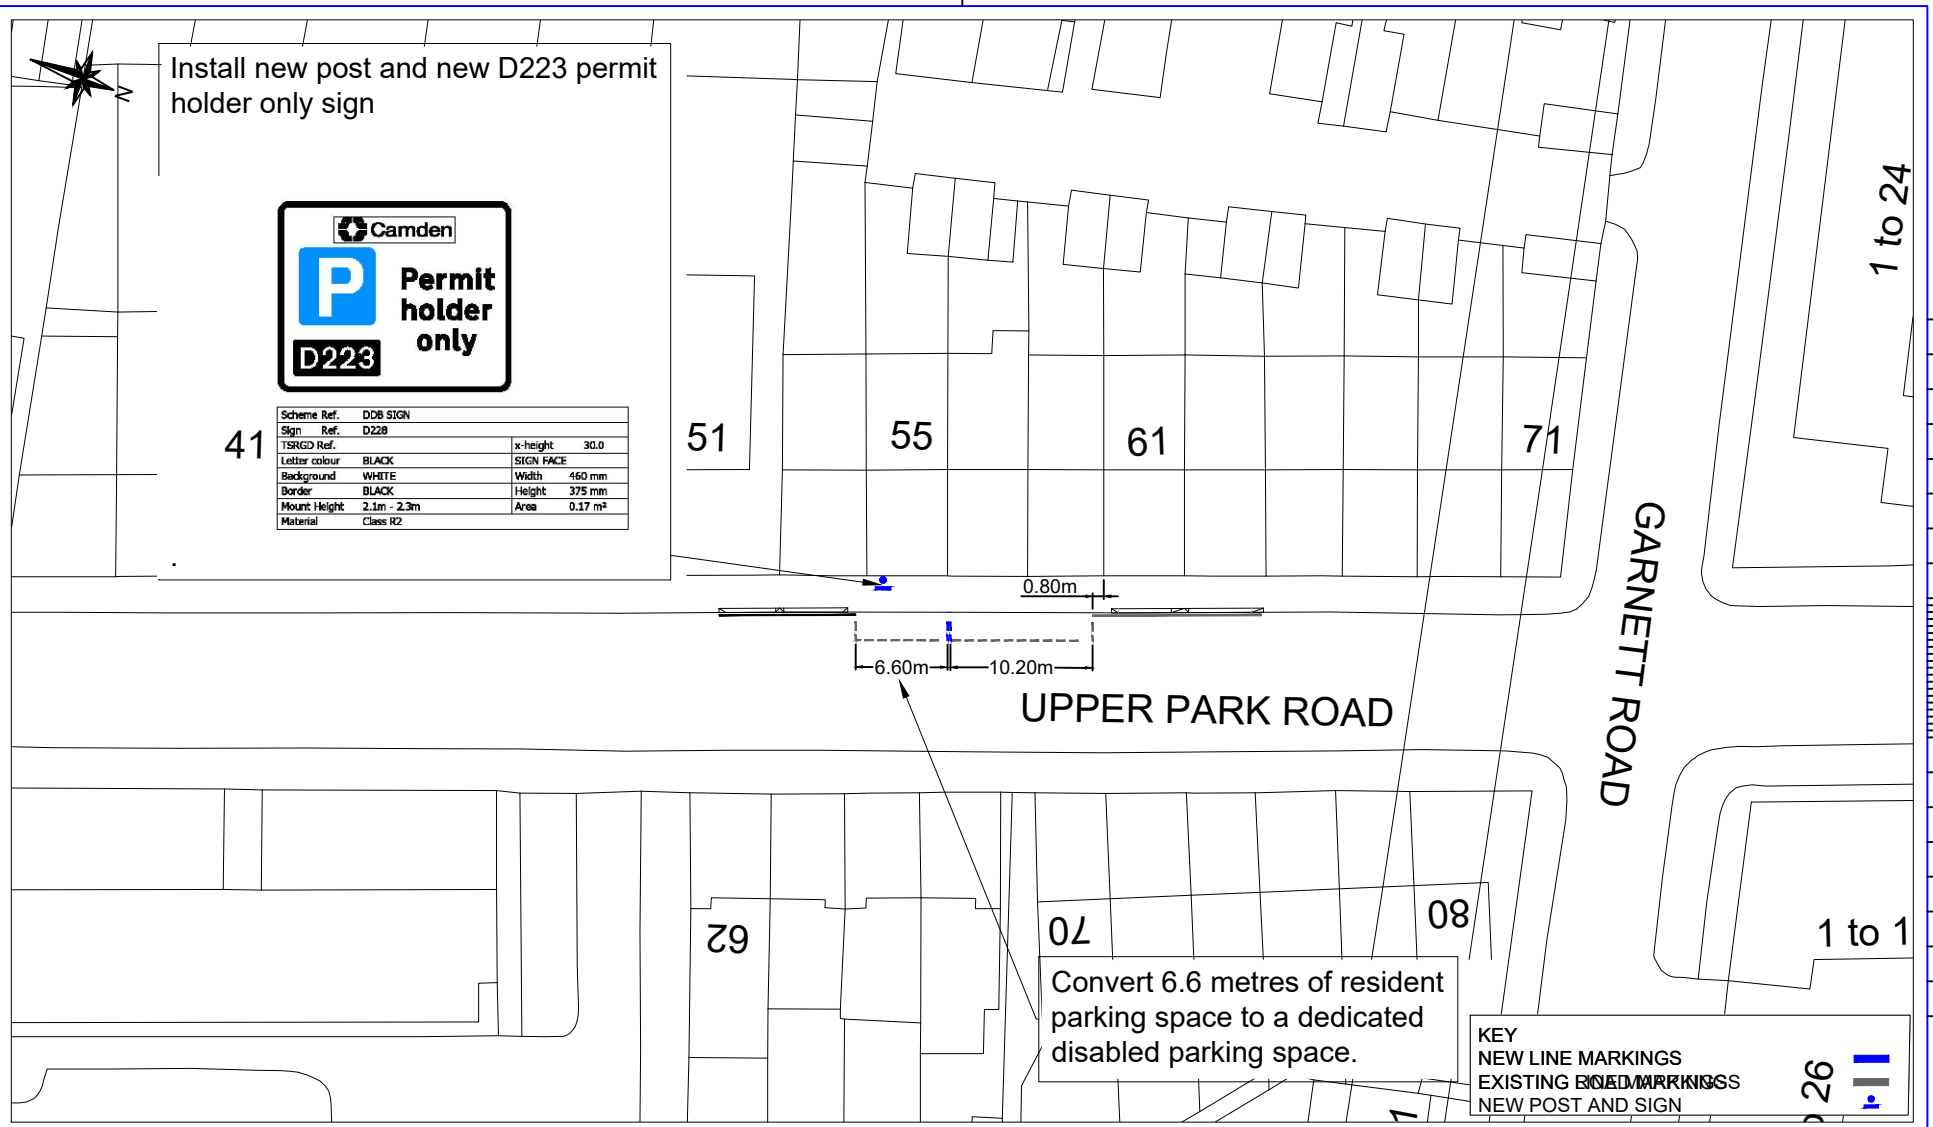 Install new post and new D223 permit
holder only sign
N
Camden
P
Permit
holder
only
D223
Scheme Ref. DDB SIGN
Sign Ref. D228
TSRGD Ref. x-height 30.0
Letter colour BLACK SIGN FACE
Background WHITE Width 460 mm
Border BLACK Height 375 mm
Mount Height 2.1m - 2.3m Area 0.17 m²
Material Class R2
.
41
51
55
61
71
1 to 24
GARNETT ROAD
0.80m
6.60m
10.20m
UPPER PARK ROAD
62
70
80
1 to 1
Convert 6.6 metres of resident
parking space to a dedicated
disabled parking space.
KEY
NEW LINE MARKINGS
EXISTING ROAD MARKINGS
NEW POST AND SIGN
26
1